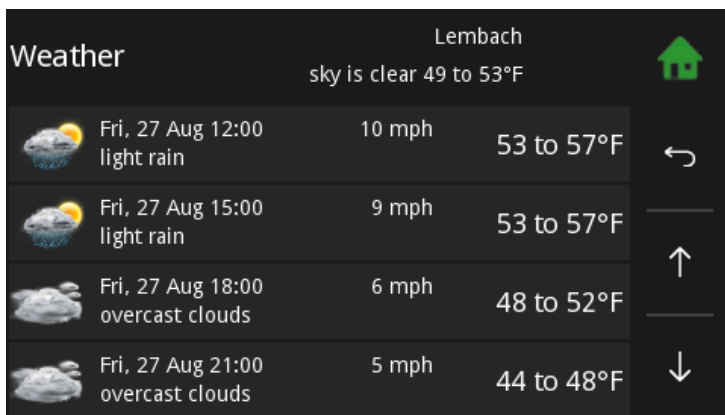 Weather
Lembach
sky is clear 49 to 53°F
Fri, 27 Aug 12:00
light rain
10 mph
53 to 57°F
Fri, 27 Aug 15:00
light rain
9 mph
53 to 57°F
Fri, 27 Aug 18:00
overcast clouds
6 mph
48 to 52°F
Fri, 27 Aug 21:00
overcast clouds
5 mph
44 to 48°F